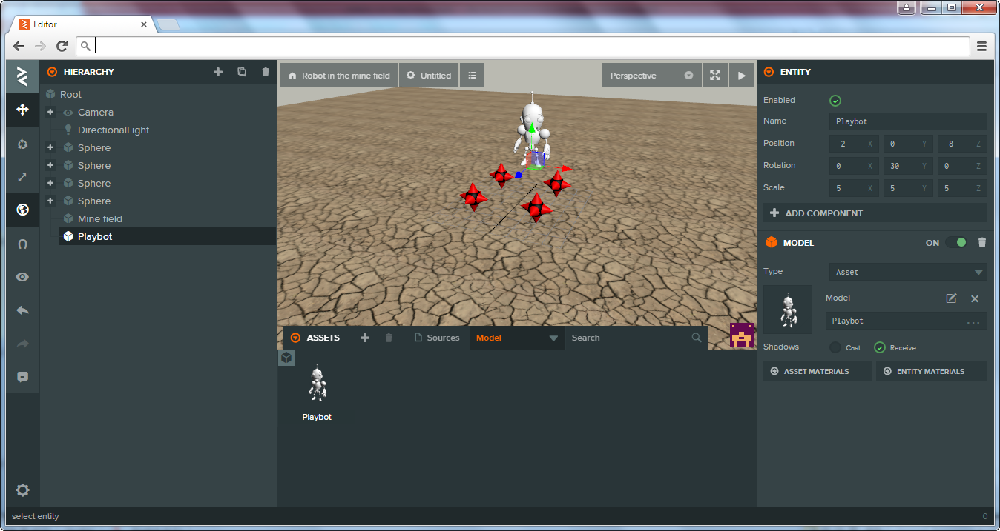 Editor
HIERARCHY
Root
Camera
DirectionalLight
Sphere
Sphere
Sphere
Sphere
Mine field
Playbot
Robot in the mine field
Untitled
Perspective
ASSETS
Sources
Model
Search
Playbot
ENTITY
Enabled
Name Playbot
Position -2 X 0 Y -8 Z
Rotation 0 X 30 Y 0 Z
Scale 5 X 5 Y 5 Z
ADD COMPONENT
MODEL ON
Type Asset
Model
Playbot ...
Shadows Cast Receive
ASSET MATERIALS ENTITY MATERIALS
select entity 0